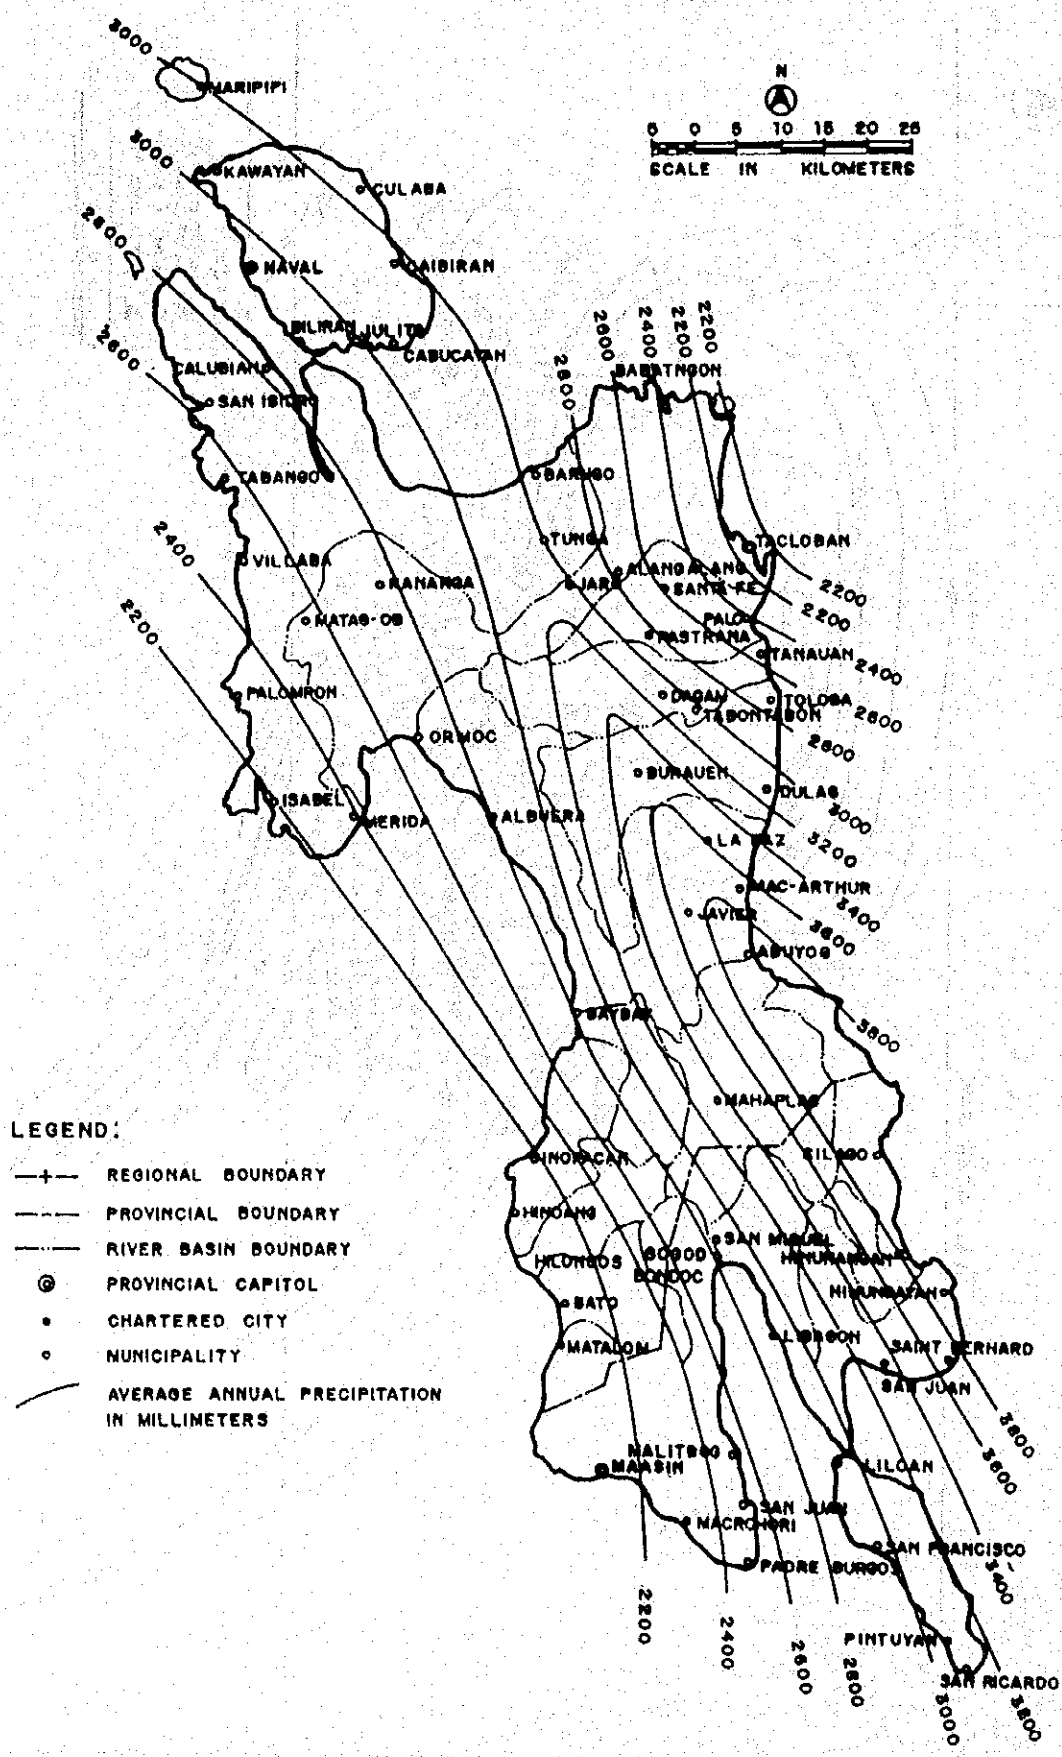 3000
MARIPIPI
N
5 0 5 10 15 20 25
SCALE IN KILOMETERS
3000
KAWAYAN
CULABA
2800
NAVAL
CAIBIRAN
BILIRAN
JULITA
CABUCAYAN
2600
CALUBIAN
SAN ISIDRO
2800
2600
2400
2200
2200
BABATNGON
TABANGO
BARUGO
2400
VILLABA
TUNGA
TACLOBAN
KANANGA
JARO
ALANGALANG
SANTA FE
2200
2200
2200
MATAG-OB
PALO
PASTRANA
TANAUAN
2400
PALOMPON
DAGAMI
TOLOSA
TABONTABON
2600
ORMOC
2800
BURAUEN
ISABEL
DULAG
MERIDA
ALBUERA
3000
LA PAZ
3200
MAC-ARTHUR
3400
JAVIER
3600
ABUYOG
BAYBAY
3800
MAHAPLAG
LEGEND:
INOPACAN
SILAGO
REGIONAL BOUNDARY
PROVINCIAL BOUNDARY
HINDANG
RIVER BASIN BOUNDARY
HILONGOS
SOGOD
SAN MIGUEL
HINUNANGAN
BONDOC
PROVINCIAL CAPITOL
HINUNDAYAN
BATO
CHARTERED CITY
MATALOM
LIBAGON
SAINT BERNARD
NUNICIPALITY
SAN JUAN
AVERAGE ANNUAL PRECIPITATION
IN MILLIMETERS
3800
MALITBOG
MAASIN
LILOAN
3600
SAN JUAN
MACROHORI
SAN FRANCISCO
PADRE BURGOS
3400
2200
2400
2600
2800
PINTUYAN
SAN RICARDO
3000
3200